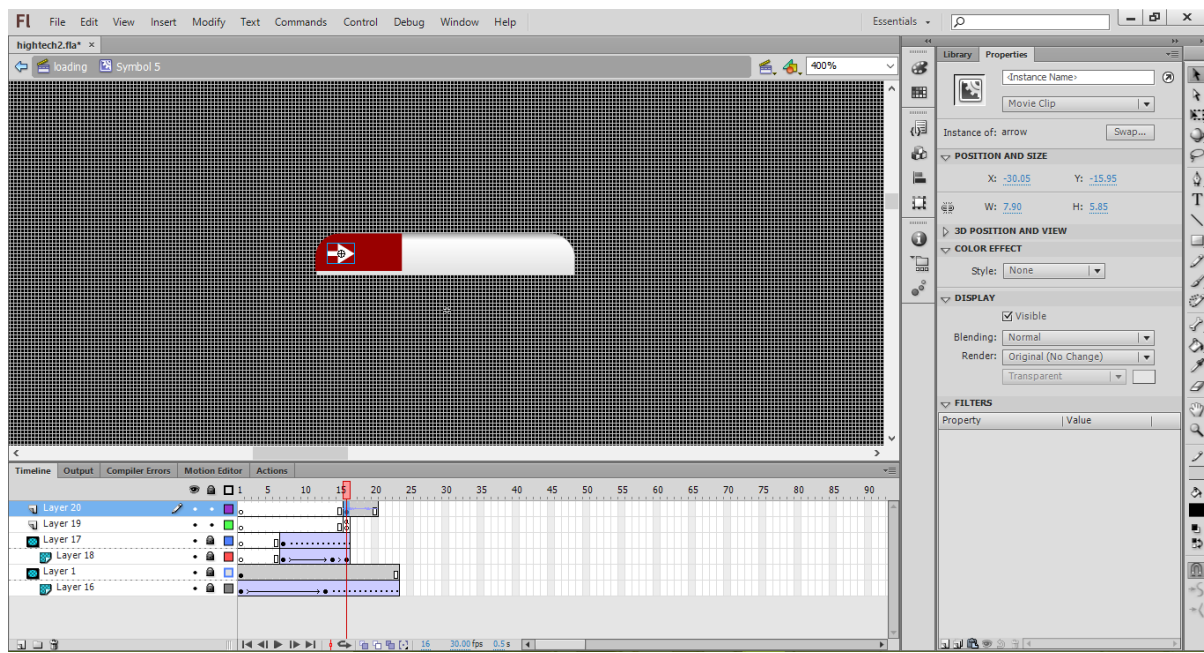 Fl File Edit View Insert Modify Text Commands Control Debug Window Help Essentials
hightech2.fla* ×
loading Symbol 5 400%
Library Properties
<Instance Name>
Movie Clip
Instance of: arrow Swap...
POSITION AND SIZE
X: -30.05 Y: -15.95
W: 7.90 H: 5.85
3D POSITION AND VIEW
COLOR EFFECT
Style: None
DISPLAY
Visible
Blending: Normal
Render: Original (No Change)
Transparent
FILTERS
Property Value
Timeline Output Compiler Errors Motion Editor Actions
1 5 10 15 20 25 30 35 40 45 50 55 60 65 70 75 80 85 90
Layer 20
Layer 19
Layer 17
Layer 18
Layer 1
Layer 16
16 30.00 fps 0.5 s